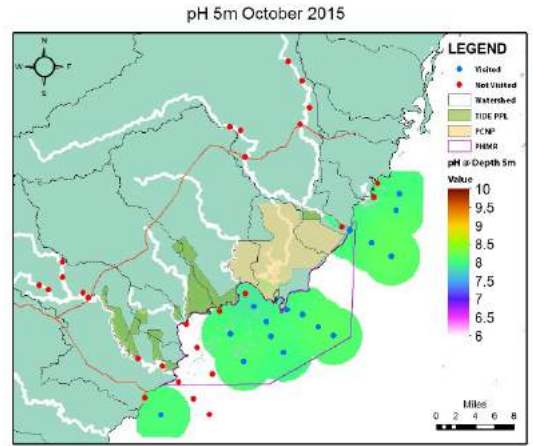 pH 5m October 2015
N
W
E
S
LEGEND
Visited
Not Visited
Watershed
TIDE PPL
PCNP
PHMR
pH @ Depth 5m
Value
10
9.5
9
8.5
8
7.5
7
6.5
6
Miles
0 2 4 6 8